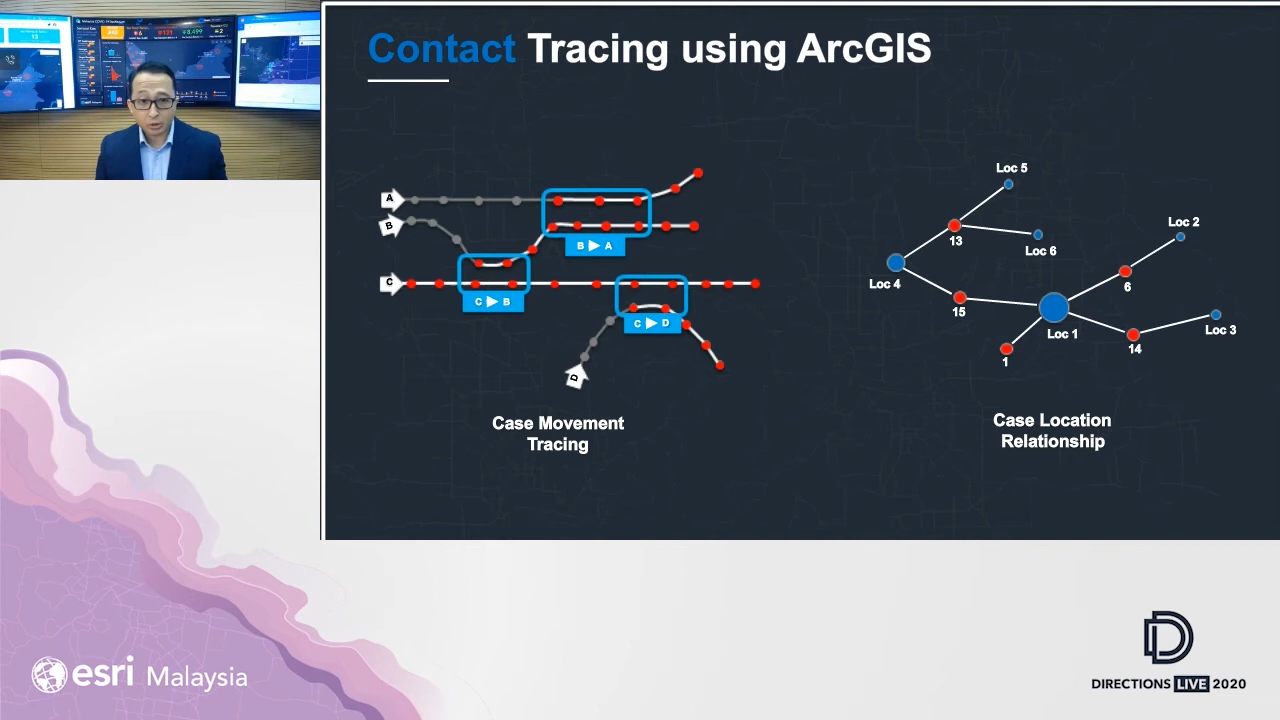 Contact Tracing using ArcGIS
A
B
C
D
B ▶ A
C ▶ B
C ▶ D
Case Movement
Tracing
Loc 5
13
Loc 6
Loc 4
15
Loc 2
6
Loc 1
Loc 3
14
1
Case Location
Relationship
esri Malaysia
DIRECTIONS LIVE 2020